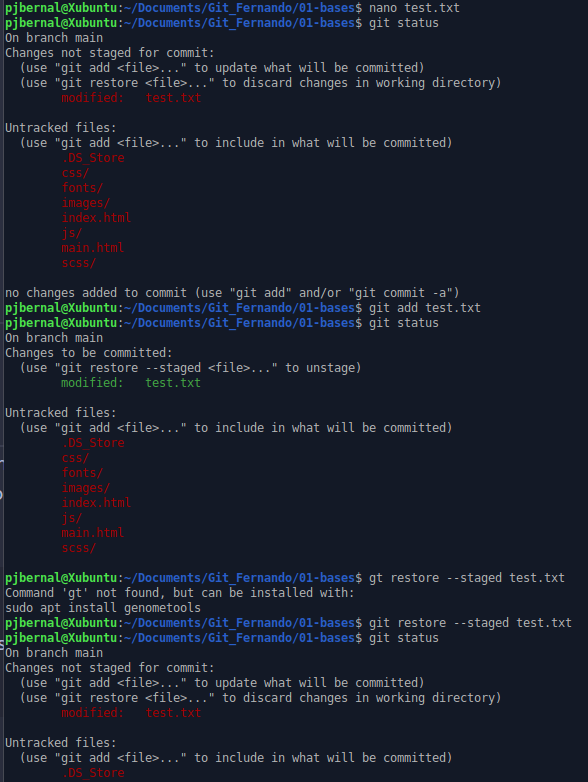 pjbernal@Xubuntu:~/Documents/Git_Fernando/01-bases$ nano test.txt
pjbernal@Xubuntu:~/Documents/Git_Fernando/01-bases$ git status
On branch main
Changes not staged for commit:
  (use "git add <file>..." to update what will be committed)
  (use "git restore <file>..." to discard changes in working directory)
        modified:   test.txt

Untracked files:
  (use "git add <file>..." to include in what will be committed)
        .DS_Store
        css/
        fonts/
        images/
        index.html
        js/
        main.html
        scss/

no changes added to commit (use "git add" and/or "git commit -a")
pjbernal@Xubuntu:~/Documents/Git_Fernando/01-bases$ git add test.txt
pjbernal@Xubuntu:~/Documents/Git_Fernando/01-bases$ git status
On branch main
Changes to be committed:
  (use "git restore --staged <file>..." to unstage)
        modified:   test.txt

Untracked files:
  (use "git add <file>..." to include in what will be committed)
        .DS_Store
        css/
        fonts/
        images/
        index.html
        js/
        main.html
        scss/

pjbernal@Xubuntu:~/Documents/Git_Fernando/01-bases$ gt restore --staged test.txt
Command 'gt' not found, but can be installed with:
sudo apt install genometools
pjbernal@Xubuntu:~/Documents/Git_Fernando/01-bases$ git restore --staged test.txt
pjbernal@Xubuntu:~/Documents/Git_Fernando/01-bases$ git status
On branch main
Changes not staged for commit:
  (use "git add <file>..." to update what will be committed)
  (use "git restore <file>..." to discard changes in working directory)
        modified:   test.txt

Untracked files:
  (use "git add <file>..." to include in what will be committed)
        .DS_Store